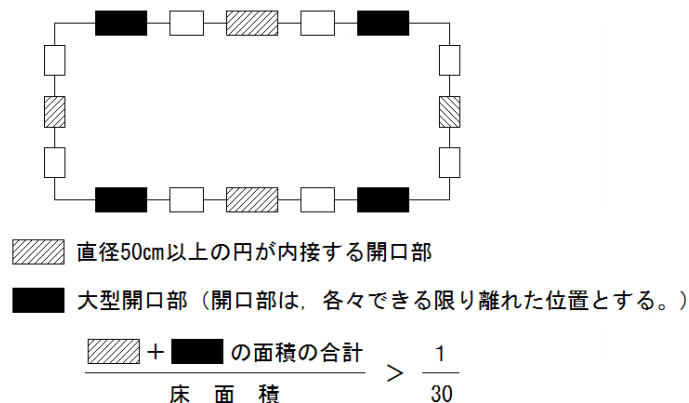 直径50cm以上の円が内接する開口部
大型開口部（開口部は，各々できる限り離れた位置とする。）
＋ の面積の合計
床面積
＞
1
30